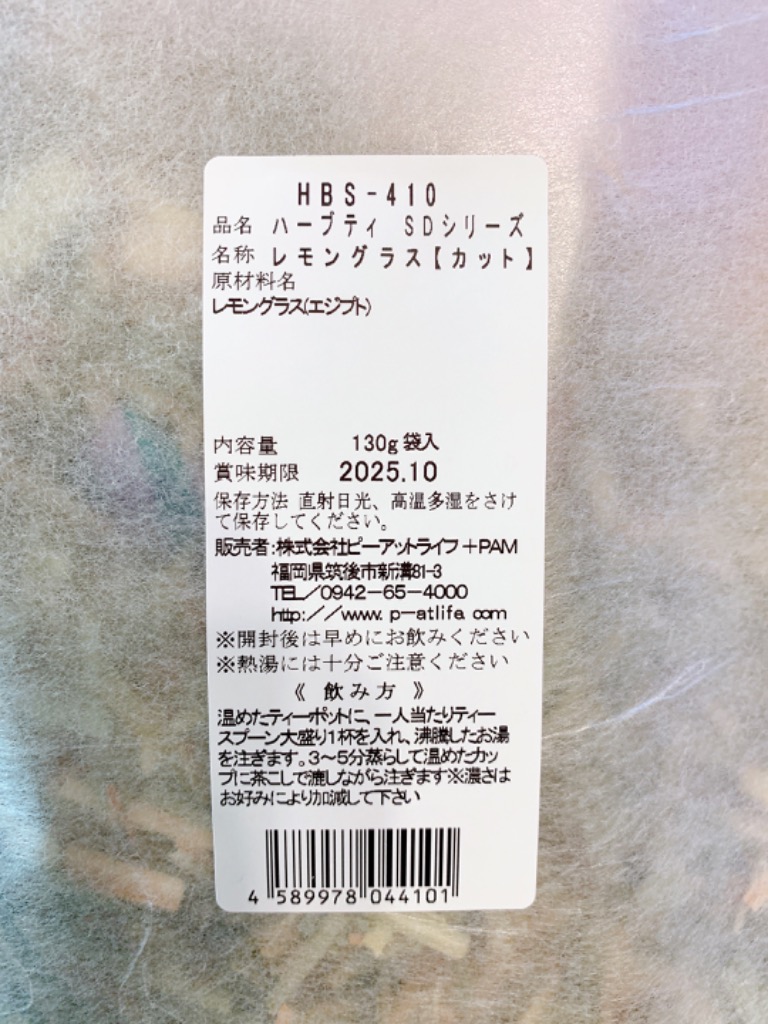 HBS-410
品名 ハーブティ SDシリーズ
名称 レモングラス【カット】
原材料名
レモングラス(エジプト)
内容量 130g 袋入
賞味期限 2025.10
保存方法 直射日光、高温多湿をさけ
て保存してください。
販売者:株式会社ピーアットライフ+PAM
福岡県筑後市新溝81-3
TEL/0942-65-4000
http://www.p-atlife.com
※開封後は早めにお飲みください
※熱湯には十分ご注意ください
《 飲み方 》
温めたティーポットに、一人当たりティー
スプーン大盛り1杯を入れ、沸騰したお湯
を注ぎます。3~5分蒸らして温めたカッ
プに茶こしで漉しながら注ぎます※濃さは
お好みにより加減して下さい
4 589978 044101